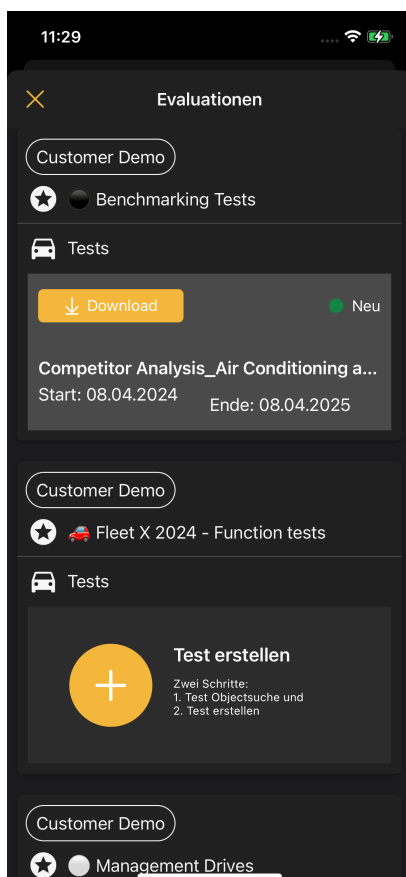 11:29
Evaluationen
Customer Demo
Benchmarking Tests
Tests
Download
Neu
Competitor Analysis_Air Conditioning a...
Start: 08.04.2024
Ende: 08.04.2025
Customer Demo
Fleet X 2024 - Function tests
Tests
Test erstellen
Zwei Schritte:
1. Test Objectsuche und
2. Test erstellen
Customer Demo
Management Drives